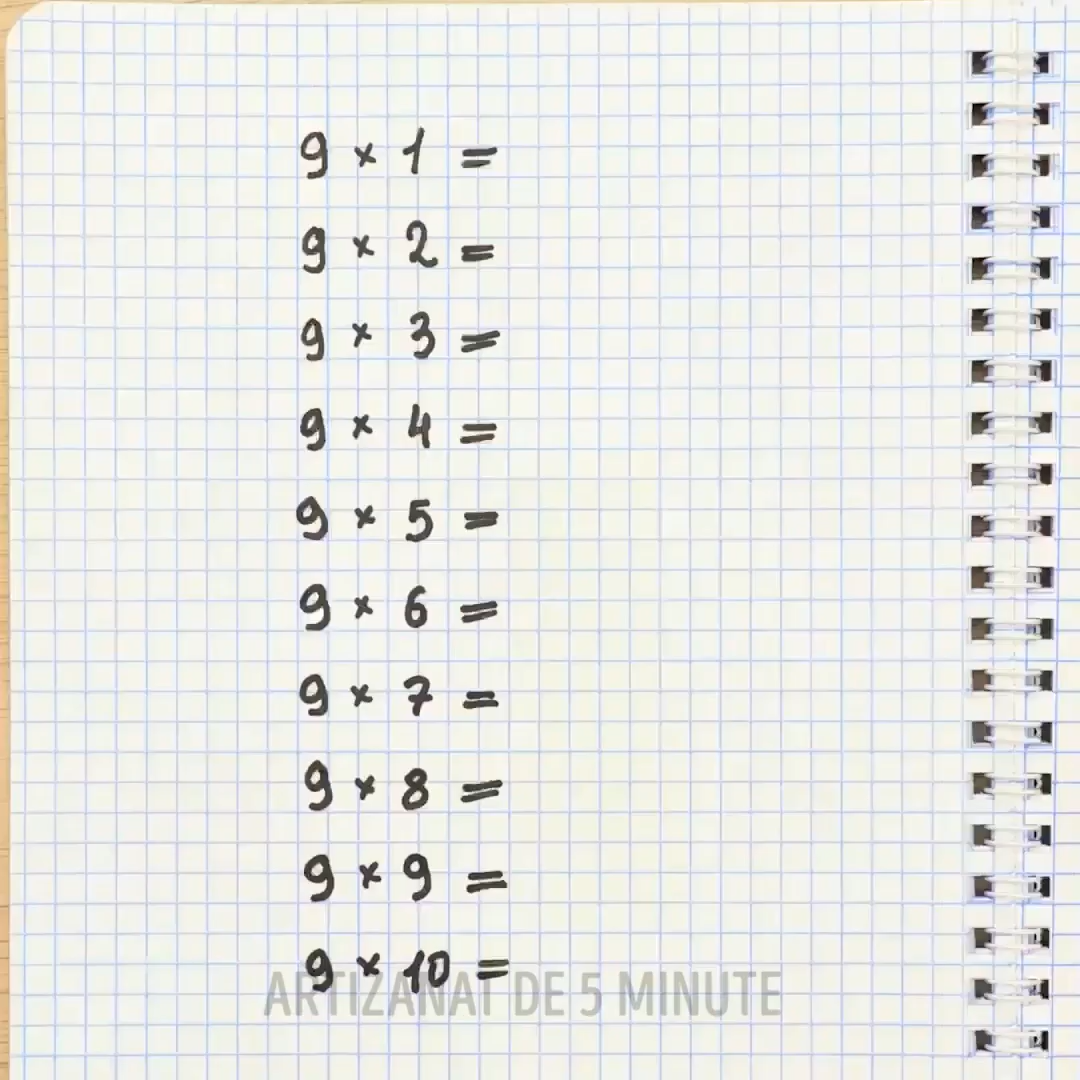 9 × 1 =
9 × 2 =
9 × 3 =
9 × 4 =
9 × 5 =
9 × 6 =
9 × 7 =
9 × 8 =
9 × 9 =
9 × 10 =
ARTIZANAT DE 5 MINUTE